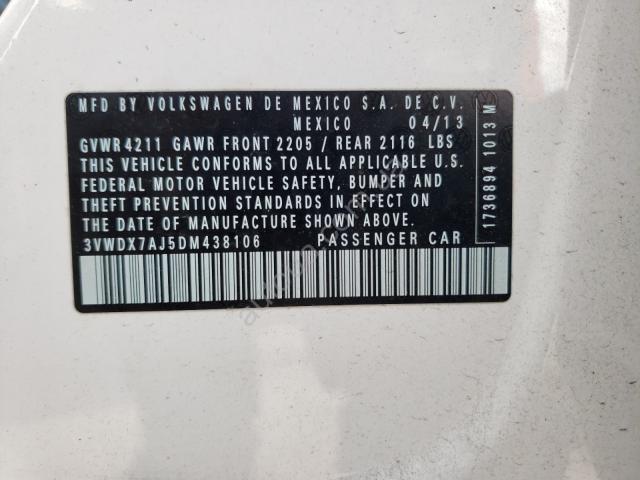 MFD BY VOLKSWAGEN DE MEXICO S.A. DE C.V.
MEXICO 04/13
GVWR 4211 GAWR FRONT 2205 / REAR 2116 LBS
THIS VEHICLE CONFORMS TO ALL APPLICABLE U.S.
FEDERAL MOTOR VEHICLE SAFETY, BUMPER AND
THEFT PREVENTION STANDARDS IN EFFECT ON
THE DATE OF MANUFACTURE SHOWN ABOVE.
3VWDX7AJ5DM438106 PASSENGER CAR
1736894 1013 M